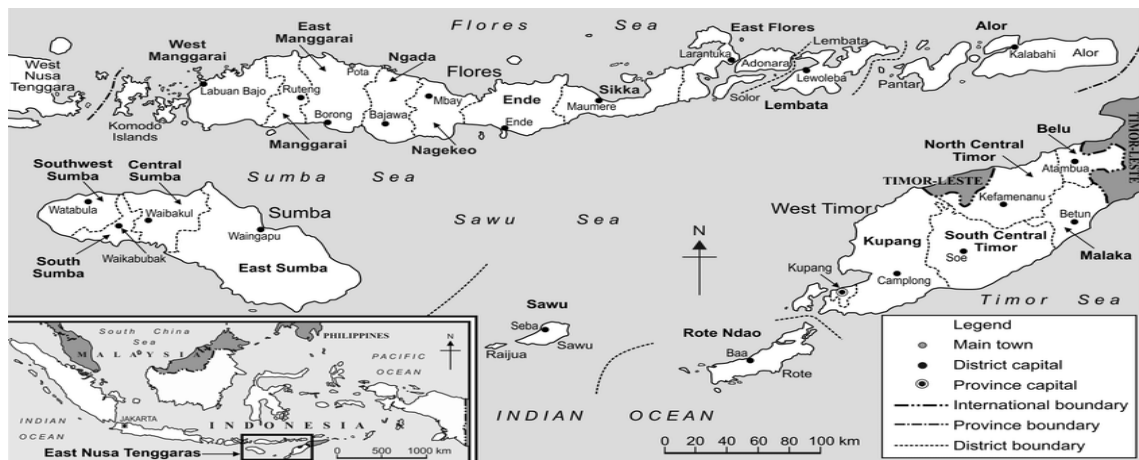 Flores Sea
West
Nusa
Tenggara
West
Manggarai
East
Manggarai
Ngada
Pota
Flores
Labuan Bajo
Ruteng
Mbay
Komodo
Islands
Borong
Bajawa
Manggarai
Nagekeo
Ende
Ende
Maumere
Sikka
East Flores
Larantuka
Adonara
Solor
Lembata
Lewoleba
Lembata
Alor
Kalabahi
Alor
Pantar
Southwest
Sumba
Central
Sumba
Sumba Sea
Watabula
Waibakul
Sumba
Waingapu
South
Sumba
Waikabubak
East Sumba
Sawu Sea
Belu
North Central
Timor
TIMOR-LESTE
TIMOR-LESTE
Atambua
Kefamenanu
West Timor
Betun
Kupang
South Central
Timor
Soe
Malaka
Kupang
Camplong
Timor Sea
N
Sawu
Seba
Sawu
Raijua
Rote Ndao
Baa
Rote
INDIAN OCEAN
0 20 40 60 80 100 km
Legend
Main town
District capital
Province capital
International boundary
Province boundary
District boundary
South China
Sea
PHILIPPINES
N
MALAYSIA
PACIFIC
OCEAN
INDIAN
OCEAN
JAKARTA
INDONESIA
East Nusa Tenggaras
0 1000 km